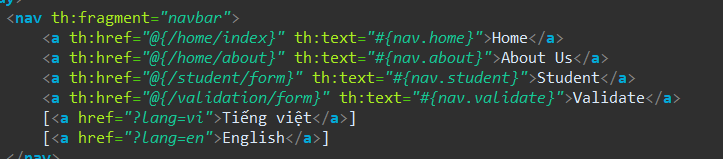 <nav th:fragment="navbar">
<a th:href="@{/home/index}" th:text="#{nav.home}">Home</a>
<a th:href="@{/home/about}" th:text="#{nav.about}">About Us</a>
<a th:href="@{/student/form}" th:text="#{nav.student}">Student</a>
<a th:href="@{/validation/form}" th:text="#{nav.validate}">Validate</a>
[<a href="?lang=vi">Tiếng việt</a>]
[<a href="?lang=en">English</a>]
</nav>